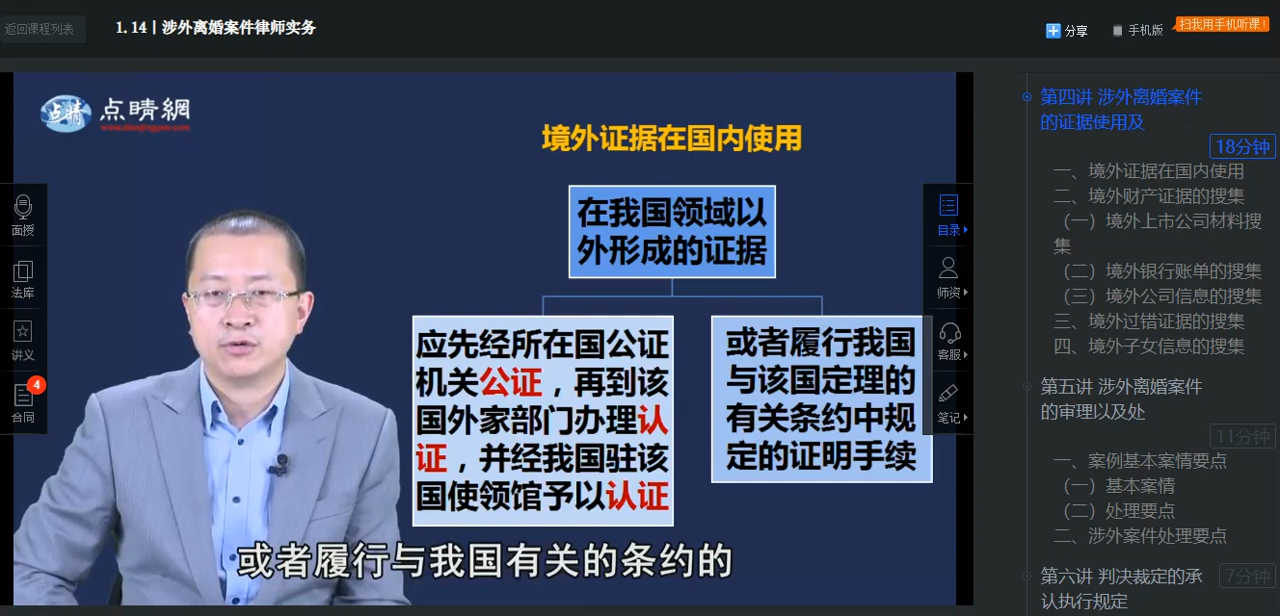 返回课程列表
1.14丨涉外离婚案件律师实务
分享
手机版
扫我用手机听课!
点睛
点睛網
境外证据在国内使用
在我国领域以
外形成的证据
应先经所在国公证
机关公证，再到该
国外家部门办理认
证，并经我国驻该
国使领馆予以认证
或者履行我国
与该国定理的
有关条约中规
定的证明手续
或者履行与我国有关的条约的
面授
法库
讲义
4
合同
目录
师资
客服
笔记
第四讲 涉外离婚案件
的证据使用及
18分钟
一、境外证据在国内使用
二、境外财产证据的搜集
（一）境外上市公司材料搜
集
（二）境外银行账单的搜集
（三）境外公司信息的搜集
三、境外过错证据的搜集
四、境外子女信息的搜集
第五讲 涉外离婚案件
的审理以及处
11分钟
一、案例基本案情要点
（一）基本案情
（二）处理要点
二、涉外案件处理要点
第六讲 判决裁定的承
7分钟
认执行规定